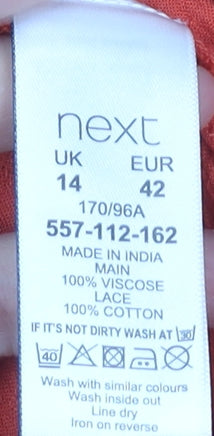 next
UK EUR
14 42
170/96A
557-112-162
MADE IN INDIA
MAIN
100% VISCOSE
LACE
100% COTTON
IF IT'S NOT DIRTY WASH AT 30
40
Wash with similar colours
Wash inside out
Line dry
Iron on reverse